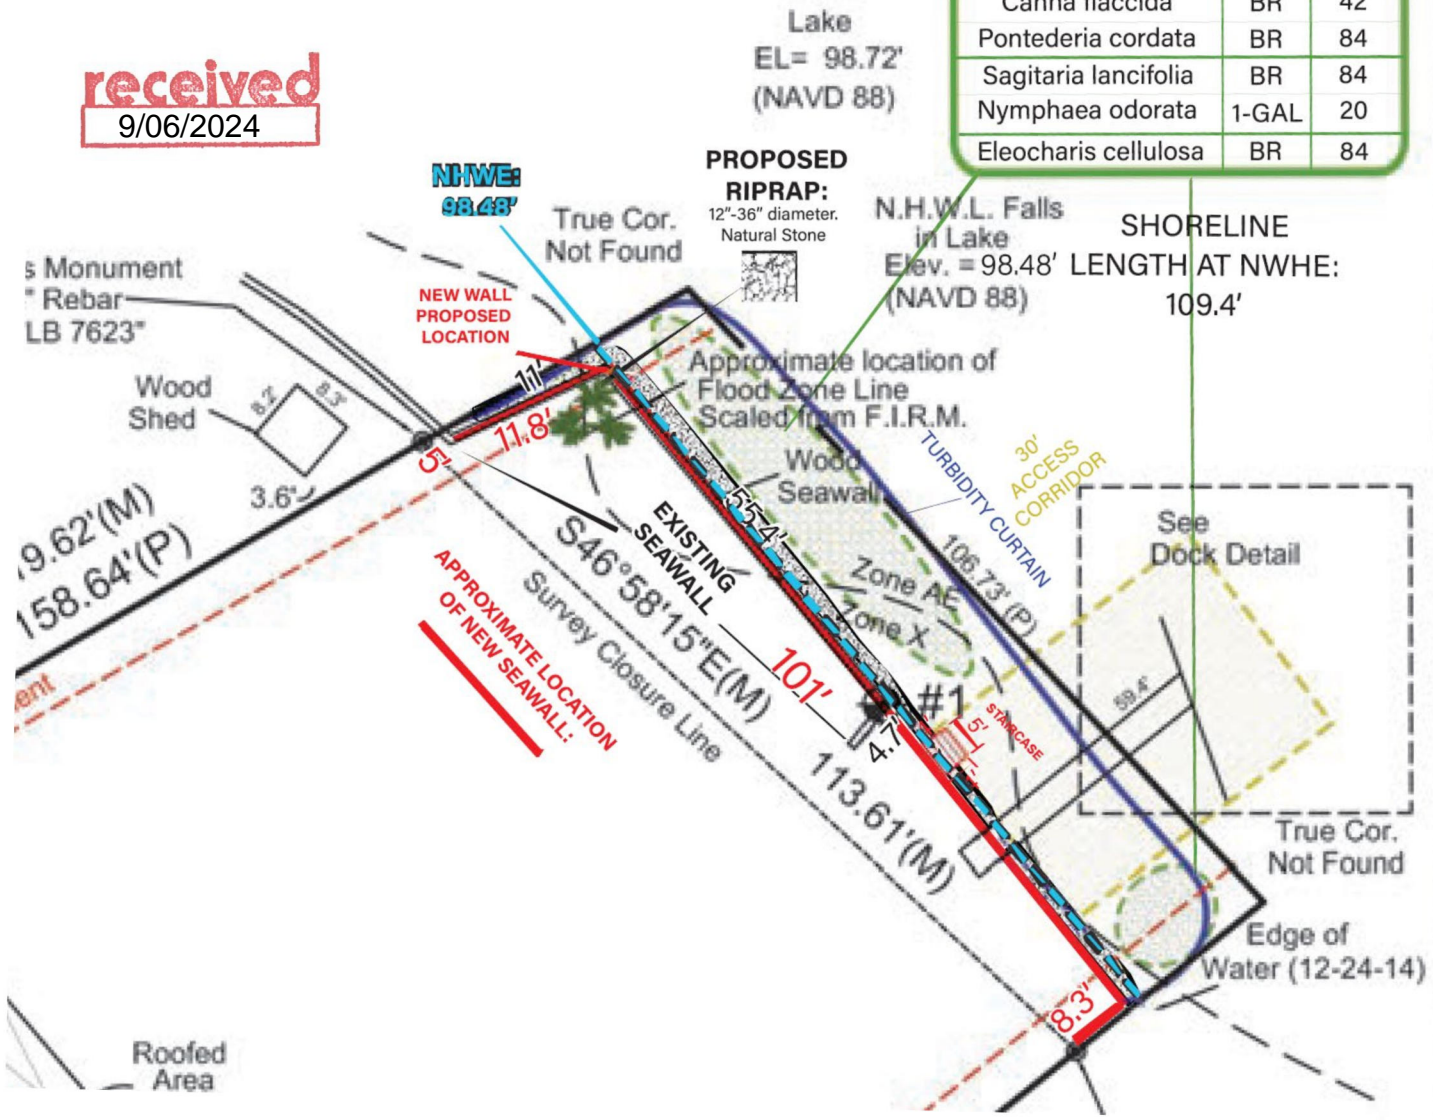 received
9/06/2024
Lake
EL= 98.72'
(NAVD 88)
Canna flaccida BR 42
Pontederia cordata BR 84
Sagitaria lancifolia BR 84
Nymphaea odorata 1-GAL 20
Eleocharis cellulosa BR 84
NHWE:
98.48'
True Cor.
Not Found
PROPOSED
RIPRAP:
12"-36" diameter.
Natural Stone
N.H.W.L. Falls
in Lake
Elev. = 98.48'
(NAVD 88)
SHORELINE
LENGTH AT NWHE:
109.4'
s Monument
" Rebar
LB 7623"
NEW WALL
PROPOSED
LOCATION
Wood
Shed
8.2'
8.3'
3.6'
11'
11.8'
5'
Approximate location of
Flood Zone Line
Scaled from F.I.R.M.
Wood
Seawall
TURBIDITY CURTAIN
30'
ACCESS
CORRIDOR
See
Dock Detail
19.62'(M)
158.64'(P)
ent
EXISTING
SEAWALL
55.4'
Zone AE
Zone X
106.73' (P)
S46°58'15"E(M)
Survey Closure Line
APPROXIMATE LOCATION
OF NEW SEAWALL:
101'
113.61'(M)
#1
4.7'
5'
STAIRCASE
59.4'
True Cor.
Not Found
Edge of
Water (12-24-14)
8.3'
Roofed
Area